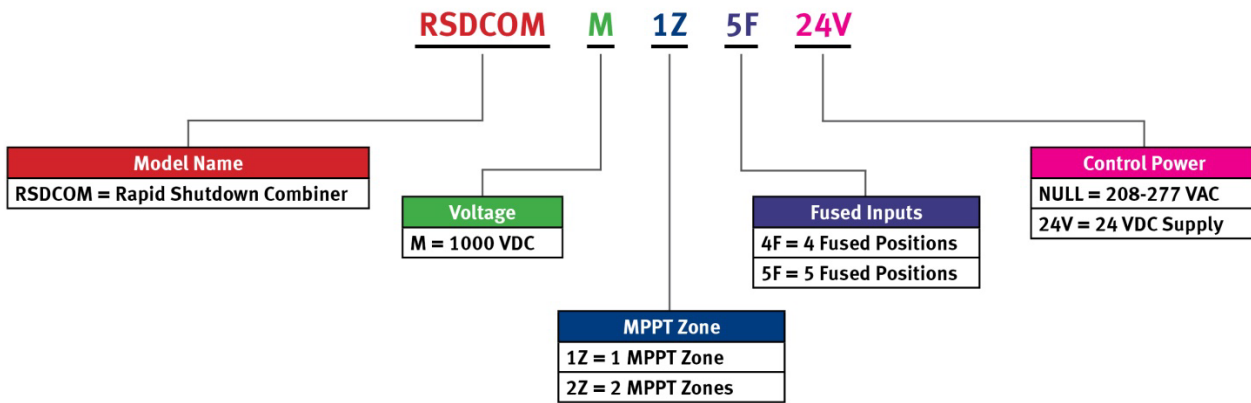 RSDCOM M 1Z 5F 24V
Model Name
RSDCOM = Rapid Shutdown Combiner
Voltage
M = 1000 VDC
MPPT Zone
1Z = 1 MPPT Zone
2Z = 2 MPPT Zones
Fused Inputs
4F = 4 Fused Positions
5F = 5 Fused Positions
Control Power
NULL = 208-277 VAC
24V = 24 VDC Supply